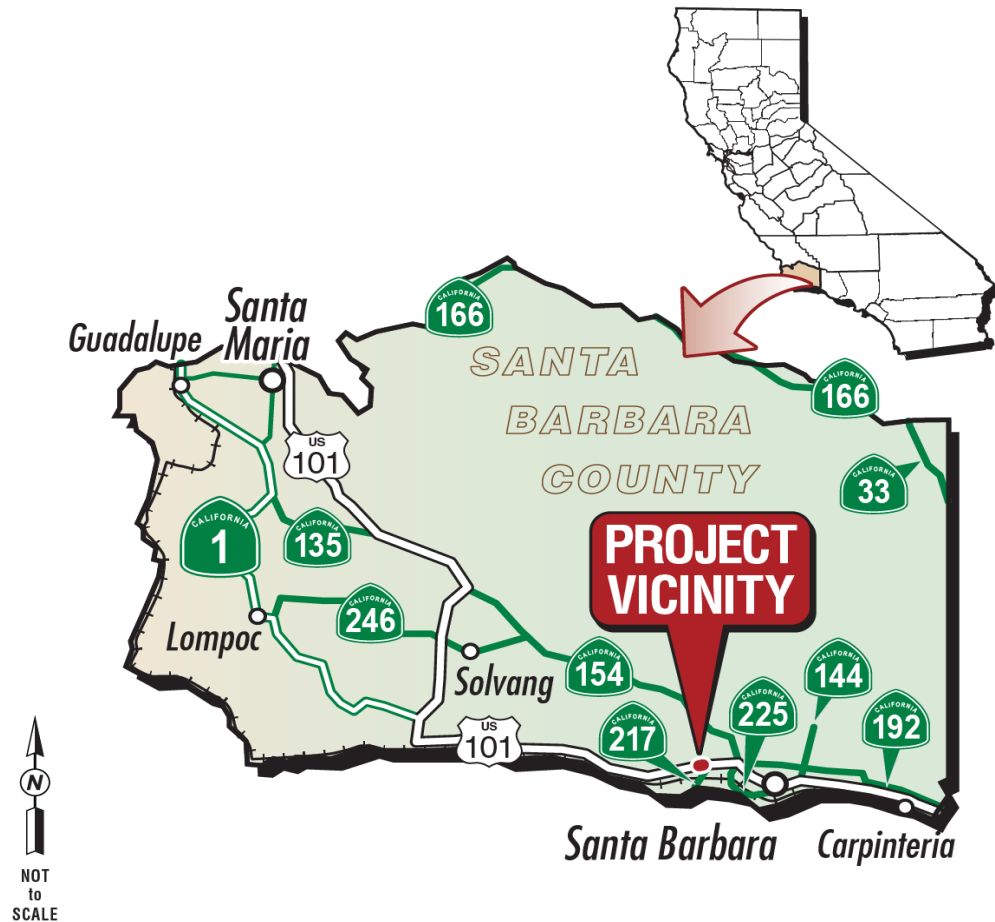 CALIFORNIA
166
Santa
Maria
Guadalupe
SANTA
BARBARA
COUNTY
CALIFORNIA
166
US
101
CALIFORNIA
33
CALIFORNIA
1
CALIFORNIA
135
PROJECT
VICINITY
CALIFORNIA
246
Lompoc
Solvang
CALIFORNIA
154
CALIFORNIA
144
CALIFORNIA
225
CALIFORNIA
192
CALIFORNIA
217
US
101
Santa Barbara
Carpinteria
N
NOT
to
SCALE